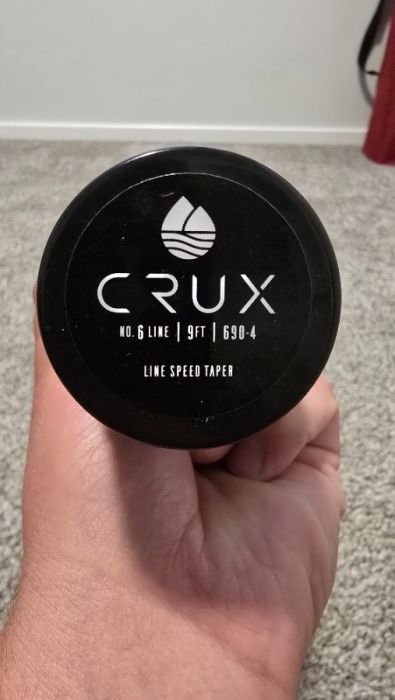 CRUX
NO. 6 LINE | 9FT | 690-4
LINE SPEED TAPER